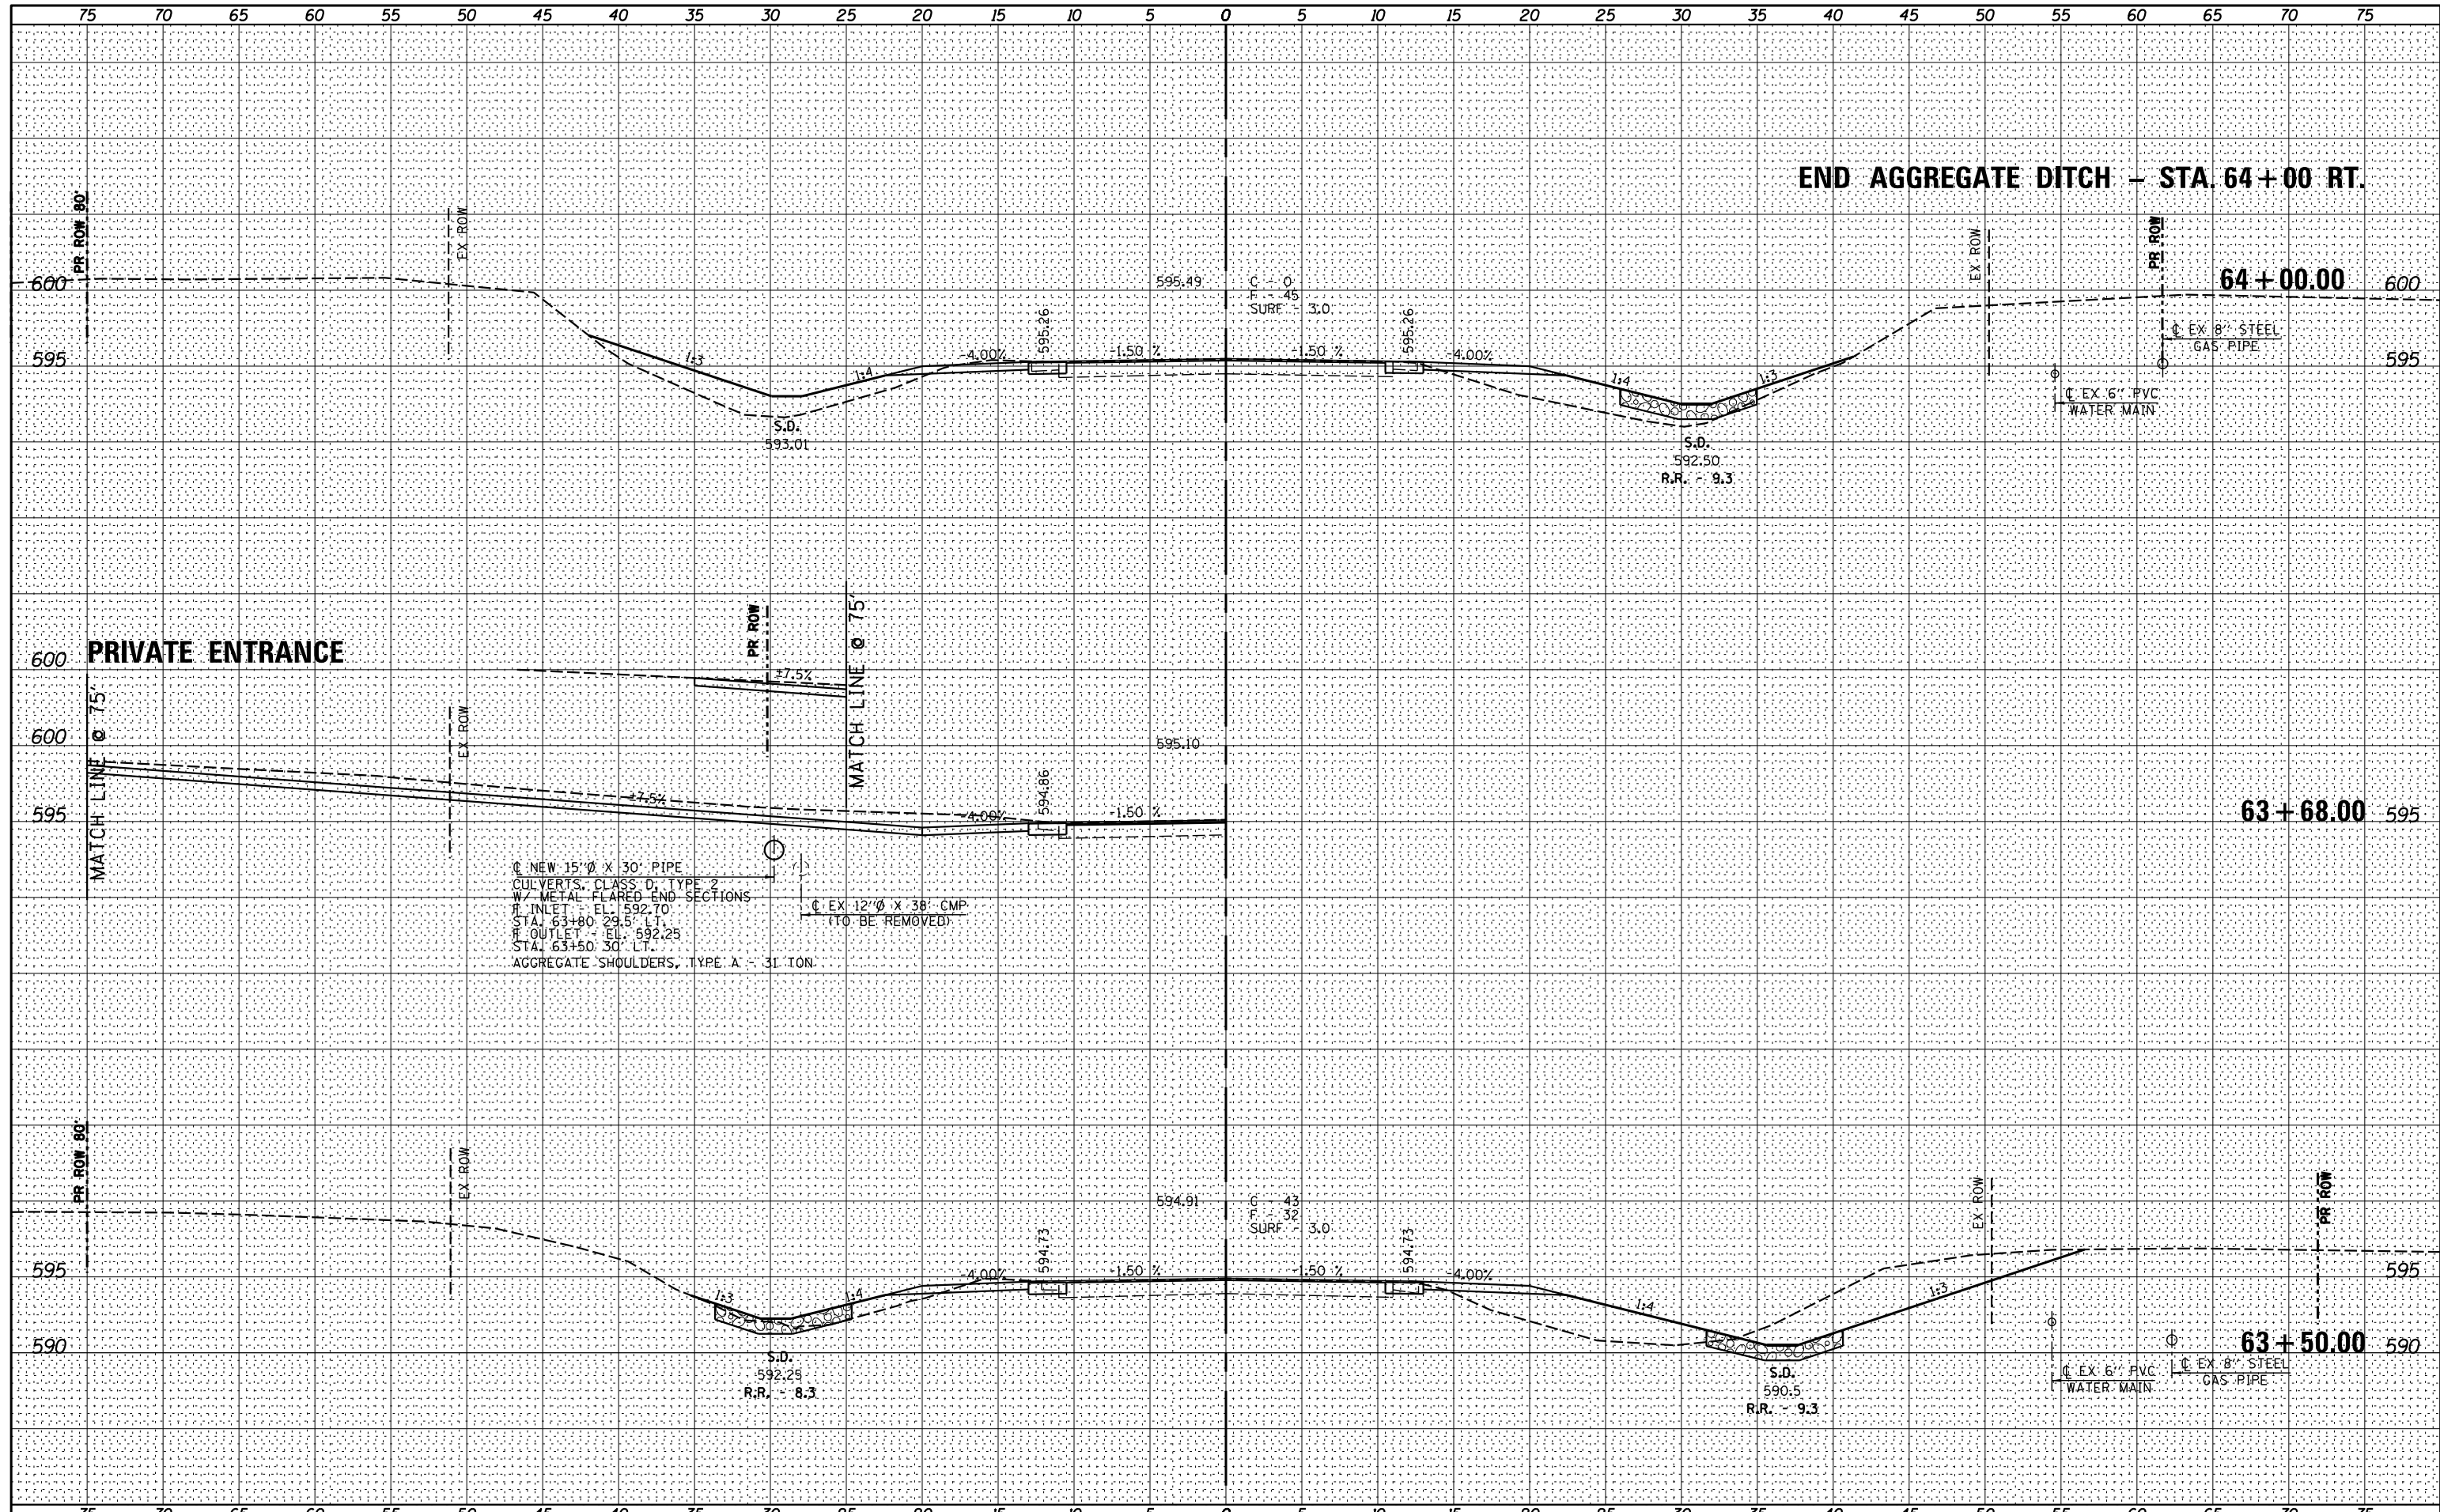 75 70 65 60 55 50 45 40 35 30 25 20 15 10 5 0 5 10 15 20 25 30 35 40 45 50 55 60 65 70 75
END AGGREGATE DITCH – STA. 64+00 RT.
PR ROW 80'
EX ROW
EX ROW
PR ROW
600
595.49
C - 0
F - 45
SURF - 3.0
64+00.00
600
595.26
595.26
℄ EX 8" STEEL
GAS PIPE
595
1:3
1:4
-4.00%
-1.50 %
-1.50 %
-4.00%
1:4
1:3
595
℄ EX 6" PVC
WATER MAIN
S.D.
593.01
S.D.
592.50
R.R. - 9.3
PRIVATE ENTRANCE
PR ROW
MATCH LINE @ 75'
600
±7.5%
MATCH LINE @ 75'
EX ROW
600
595.10
594.86
595
±7.5%
-4.00%
-1.50 %
63+68.00
595
℄ NEW 15"Ø X 30' PIPE
CULVERTS, CLASS D, TYPE 2
W/ METAL FLARED END SECTIONS
F INLET - EL. 592.70
STA. 63+80 29.5' LT.
F OUTLET - EL. 592.25
STA. 63+50 30' LT.
AGGREGATE SHOULDERS, TYPE A - 31 TON
℄ EX 12"Ø X 38' CMP
(TO BE REMOVED)
PR ROW 80'
EX ROW
EX ROW
PR ROW
594.91
C - 43
F - 32
SURF - 3.0
594.73
594.73
595
-4.00%
-1.50 %
-1.50 %
-4.00%
595
1:3
1:4
1:4
1:3
590
63+50.00
590
S.D.
592.25
R.R. - 8.3
S.D.
590.5
R.R. - 9.3
℄ EX 6" PVC
WATER MAIN
℄ EX 8" STEEL
GAS PIPE